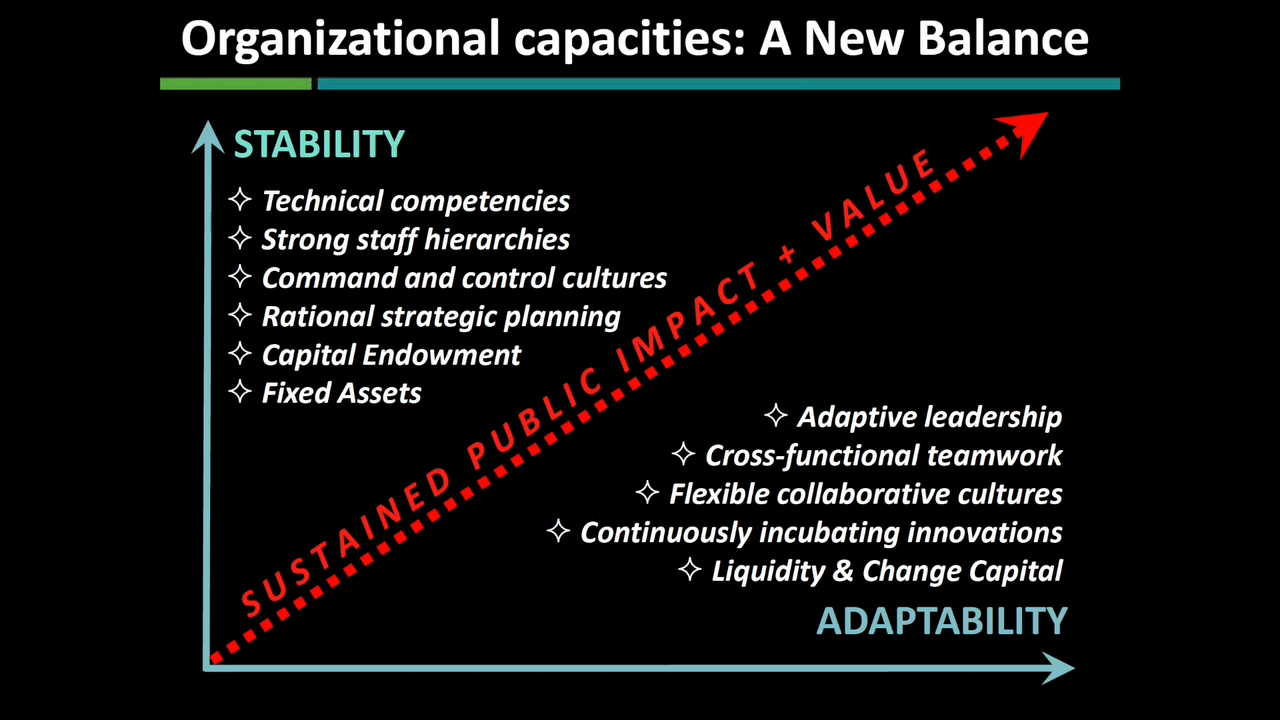 Organizational capacities: A New Balance
STABILITY
Technical competencies
Strong staff hierarchies
Command and control cultures
Rational strategic planning
Capital Endowment
Fixed Assets
SUSTAINED PUBLIC IMPACT + VALUE
Adaptive leadership
Cross-functional teamwork
Flexible collaborative cultures
Continuously incubating innovations
Liquidity & Change Capital
ADAPTABILITY